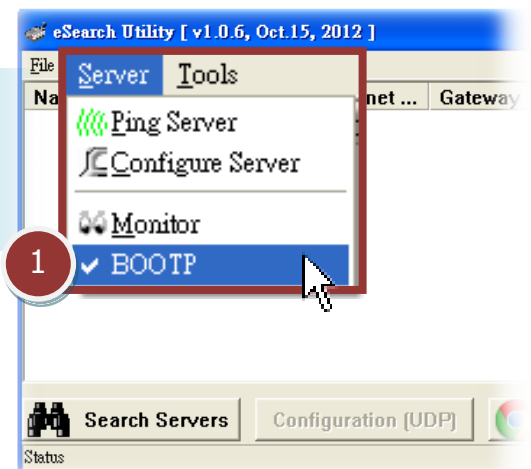 eSearch Utility [ v1.0.6, Oct.15, 2012 ]
File Server Tools
Na net ... Gateway
Ping Server
Configure Server
Monitor
1 BOOTP
Search Servers Configuration (UDP)
Status